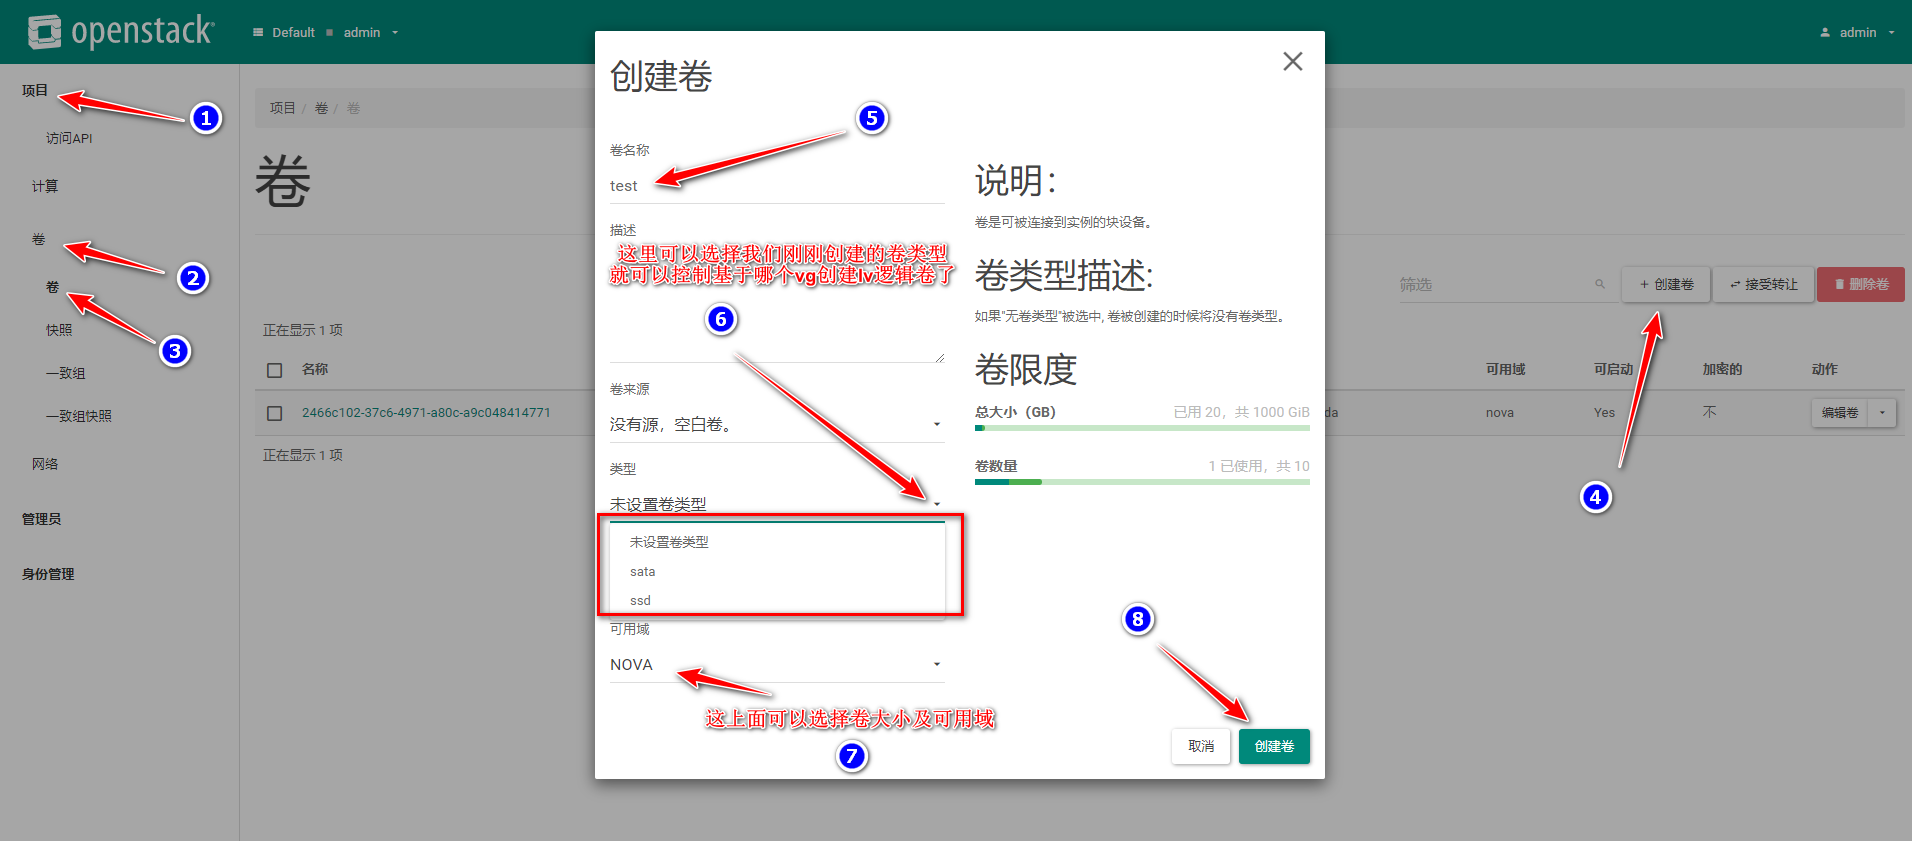 openstack
Default
admin
admin
项目
1
访问API
计算
卷
2
卷
3
快照
一致组
一致组快照
网络
管理员
身份管理
项目 / 卷 / 卷
卷
筛选
+ 创建卷
接受转让
删除卷
4
正在显示 1 项
名称
可用域
可启动
加密的
动作
2466c102-37c6-4971-a80c-a9c048414771
da
nova
Yes
不
编辑卷
正在显示 1 项
创建卷
5
卷名称
test
描述
这里可以选择我们刚刚创建的卷类型
就可以控制基于哪个vg创建lv逻辑卷了
6
卷来源
没有源，空白卷。
类型
未设置卷类型
未设置卷类型
sata
ssd
可用域
NOVA
这上面可以选择卷大小及可用域
7
说明：
卷是可被连接到实例的块设备。
卷类型描述:
如果"无卷类型"被选中, 卷被创建的时候将没有卷类型。
卷限度
总大小（GB）
已用 20，共 1000 GiB
卷数量
1 已使用，共 10
8
取消
创建卷